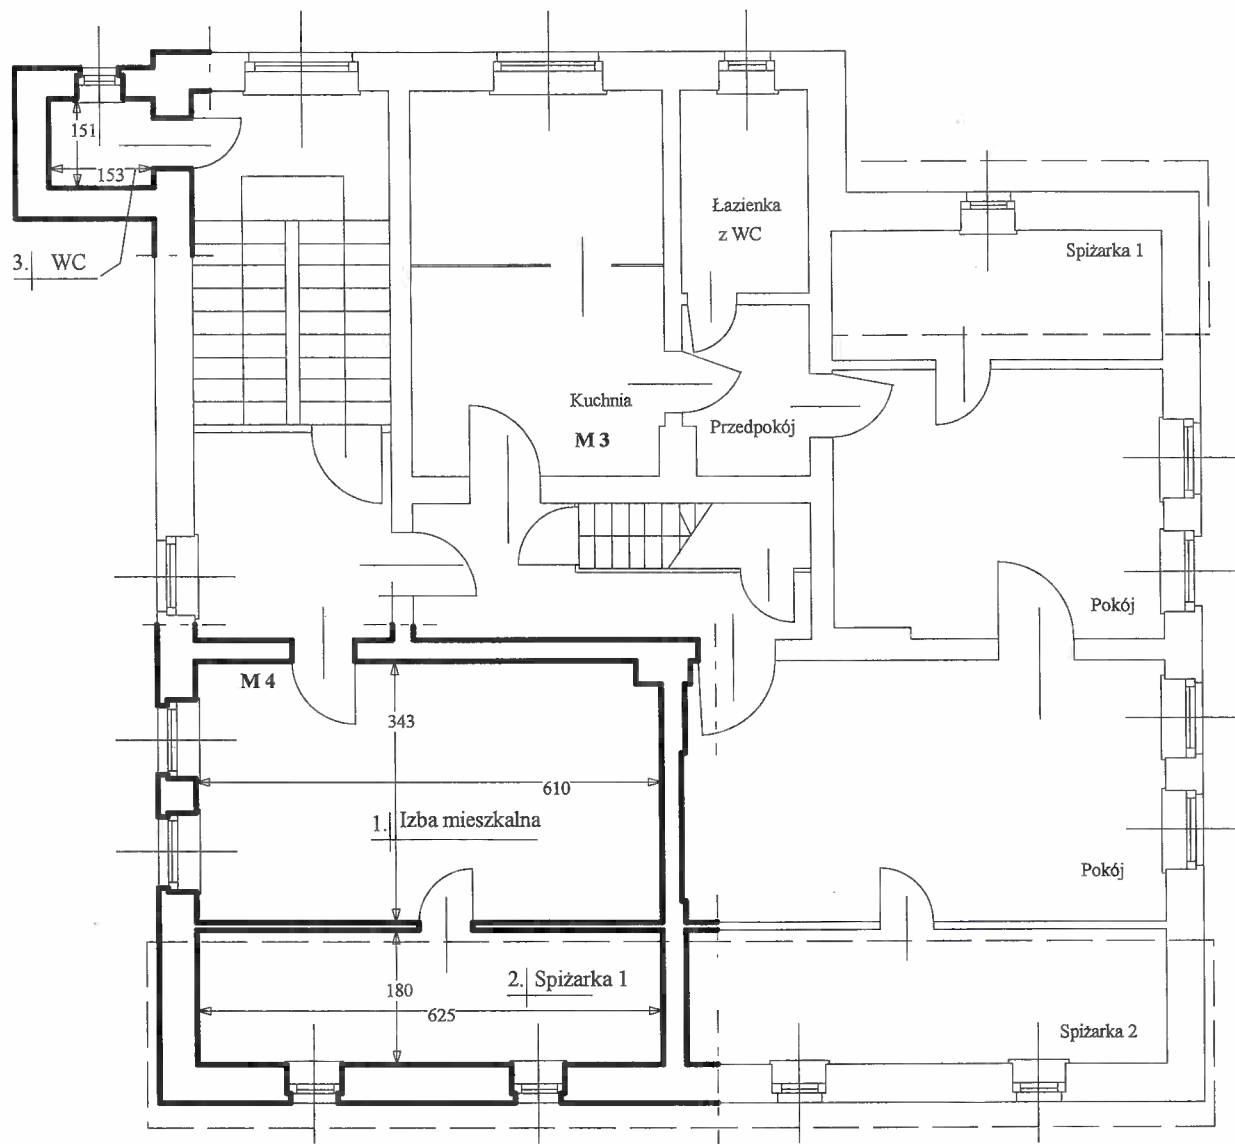 151
153
3. WC
Łazienka
z WC
Spiżarka 1
Kuchnia
M 3
Przedpokój
Pokój
M 4
343
610
1. Izba mieszkalna
Pokój
180
2. Spiżarka 1
625
Spiżarka 2